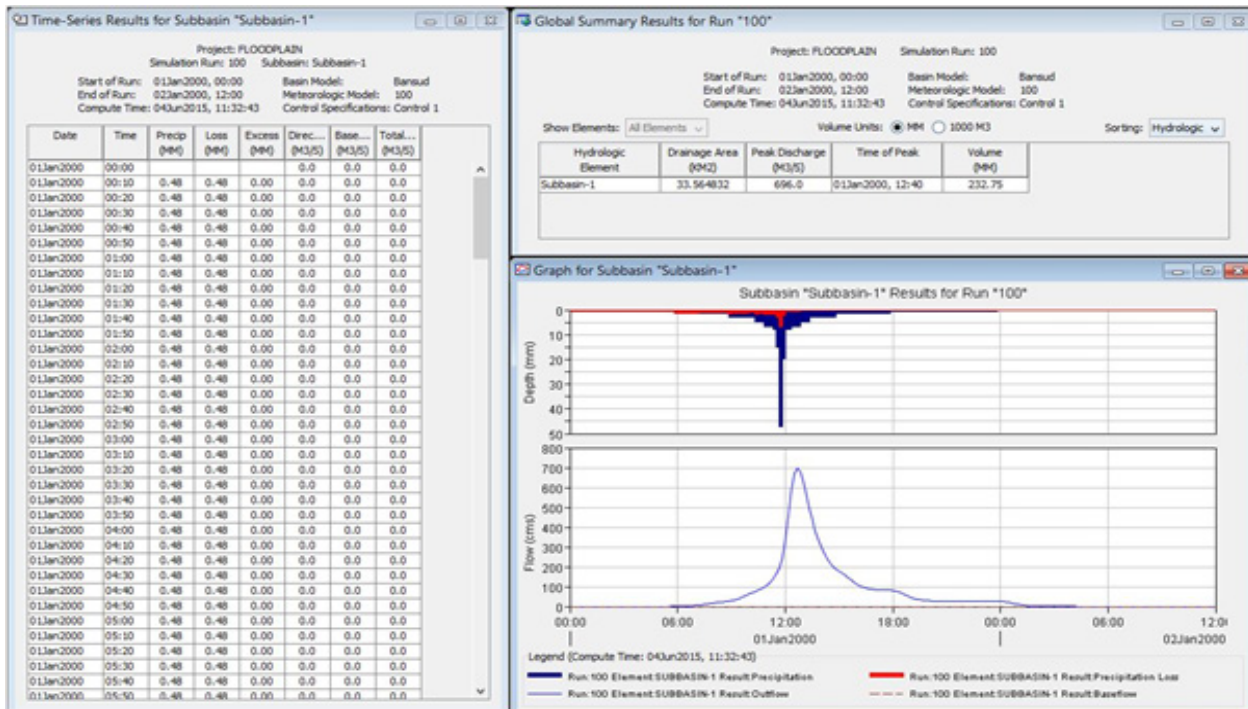 Time-Series Results for Subbasin "Subbasin-1"
Project: FLOODPLAIN
Simulation Run: 100 Subbasin: Subbasin-1
Start of Run: 01Jan2000, 00:00 Basin Model: Bansud
End of Run: 02Jan2000, 12:00 Meteorologic Model: 100
Compute Time: 04Jun2015, 11:32:43 Control Specifications: Control 1
Date Time Precip Loss Excess Direc... Base... Total...
(MM) (MM) (MM) (M3/S) (M3/S) (M3/S)
01Jan2000 00:00 0.0 0.0 0.0
01Jan2000 00:10 0.48 0.48 0.00 0.0 0.0 0.0
01Jan2000 00:20 0.48 0.48 0.00 0.0 0.0 0.0
01Jan2000 00:30 0.48 0.48 0.00 0.0 0.0 0.0
01Jan2000 00:40 0.48 0.48 0.00 0.0 0.0 0.0
01Jan2000 00:50 0.48 0.48 0.00 0.0 0.0 0.0
01Jan2000 01:00 0.48 0.48 0.00 0.0 0.0 0.0
01Jan2000 01:10 0.48 0.48 0.00 0.0 0.0 0.0
01Jan2000 01:20 0.48 0.48 0.00 0.0 0.0 0.0
01Jan2000 01:30 0.48 0.48 0.00 0.0 0.0 0.0
01Jan2000 01:40 0.48 0.48 0.00 0.0 0.0 0.0
01Jan2000 01:50 0.48 0.48 0.00 0.0 0.0 0.0
01Jan2000 02:00 0.48 0.48 0.00 0.0 0.0 0.0
01Jan2000 02:10 0.48 0.48 0.00 0.0 0.0 0.0
01Jan2000 02:20 0.48 0.48 0.00 0.0 0.0 0.0
01Jan2000 02:30 0.48 0.48 0.00 0.0 0.0 0.0
01Jan2000 02:40 0.48 0.48 0.00 0.0 0.0 0.0
01Jan2000 02:50 0.48 0.48 0.00 0.0 0.0 0.0
01Jan2000 03:00 0.48 0.48 0.00 0.0 0.0 0.0
01Jan2000 03:10 0.48 0.48 0.00 0.0 0.0 0.0
01Jan2000 03:20 0.48 0.48 0.00 0.0 0.0 0.0
01Jan2000 03:30 0.48 0.48 0.00 0.0 0.0 0.0
01Jan2000 03:40 0.48 0.48 0.00 0.0 0.0 0.0
01Jan2000 03:50 0.48 0.48 0.00 0.0 0.0 0.0
01Jan2000 04:00 0.48 0.48 0.00 0.0 0.0 0.0
01Jan2000 04:10 0.48 0.48 0.00 0.0 0.0 0.0
01Jan2000 04:20 0.48 0.48 0.00 0.0 0.0 0.0
01Jan2000 04:30 0.48 0.48 0.00 0.0 0.0 0.0
01Jan2000 04:40 0.48 0.48 0.00 0.0 0.0 0.0
01Jan2000 04:50 0.48 0.48 0.00 0.0 0.0 0.0
01Jan2000 05:00 0.48 0.48 0.00 0.0 0.0 0.0
01Jan2000 05:10 0.48 0.48 0.00 0.0 0.0 0.0
01Jan2000 05:20 0.48 0.48 0.00 0.0 0.0 0.0
01Jan2000 05:30 0.48 0.48 0.00 0.0 0.0 0.0
01Jan2000 05:40 0.48 0.48 0.00 0.0 0.0 0.0
01Jan2000 05:50 0.48 0.48 0.00 0.0 0.0 0.0
Global Summary Results for Run "100"
Project: FLOODPLAIN Simulation Run: 100
Start of Run: 01Jan2000, 00:00 Basin Model: Bansud
End of Run: 02Jan2000, 12:00 Meteorologic Model: 100
Compute Time: 04Jun2015, 11:32:43 Control Specifications: Control 1
Show Elements: All Elements Volume Units: MM 1000 M3 Sorting: Hydrologic
Hydrologic Drainage Area Peak Discharge Time of Peak Volume
Element (KM2) (M3/S) (MM)
Subbasin-1 33.564832 696.0 01Jan2000, 12:40 232.75
Graph for Subbasin "Subbasin-1"
Subbasin "Subbasin-1" Results for Run "100"
Depth (mm)
0
10
20
30
40
50
Flow (cms)
800
700
600
500
400
300
200
100
0
00:00 06:00 12:00 18:00 00:00 06:00 12:0
01Jan2000 02Jan2000
Legend (Compute Time: 04Jun2015, 11:32:43)
Run:100 Element:SUBBASIN-1 Result:Precipitation Run:100 Element:SUBBASIN-1 Result:Precipitation Loss
Run:100 Element:SUBBASIN-1 Result:Outflow Run:100 Element:SUBBASIN-1 Result:Baseflow